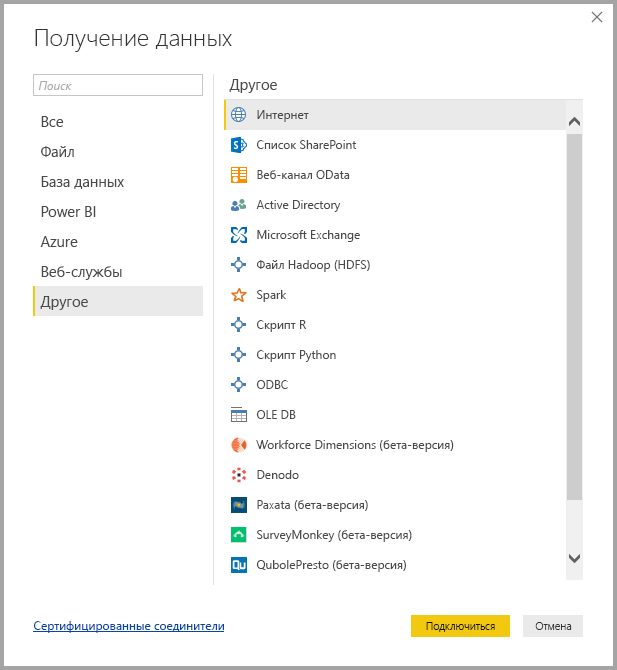 Получение данных
Поиск
Все
Файл
База данных
Power BI
Azure
Веб-службы
Другое
Другое
Интернет
Список SharePoint
Веб-канал OData
Active Directory
Microsoft Exchange
Файл Hadoop (HDFS)
Spark
Скрипт R
Скрипт Python
ODBC
OLE DB
Workforce Dimensions (бета-версия)
Denodo
Paxata (бета-версия)
SurveyMonkey (бета-версия)
Qu QubolePresto (бета-версия)
Сертифицированные соединители
Подключиться
Отмена